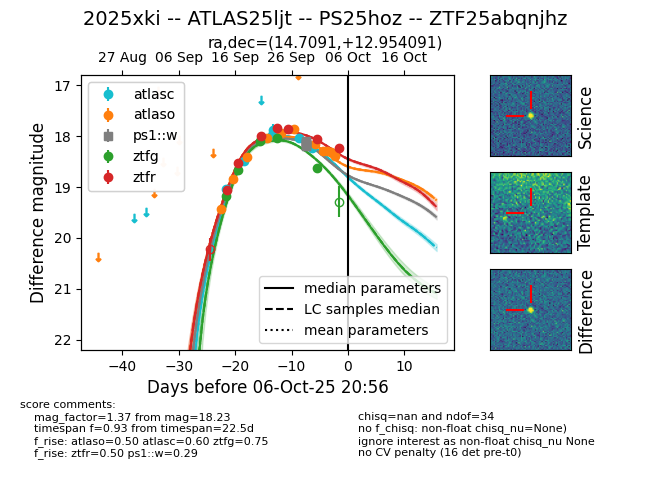 2025xki -- ATLAS25ljt -- PS25hoz -- ZTF25abqnjhz
ra,dec=(14.7091,+12.954091)
27 Aug 06 Sep 16 Sep 26 Sep 06 Oct 16 Oct
17
18
19
20
21
22
Difference magnitude
atlasc
atlaso
ps1::w
ztfg
ztfr
median parameters
LC samples median
mean parameters
−40 −30 −20 −10 0 10
Days before 06-Oct-25 20:56
Science
Template
Difference
score comments:
mag_factor=1.37 from mag=18.23
timespan f=0.93 from timespan=22.5d
f_rise: atlaso=0.50 atlasc=0.60 ztfg=0.75
f_rise: ztfr=0.50 ps1::w=0.29
chisq=nan and ndof=34
no f_chisq: non-float chisq_nu=None)
ignore interest as non-float chisq_nu None
no CV penalty (16 det pre-t0)